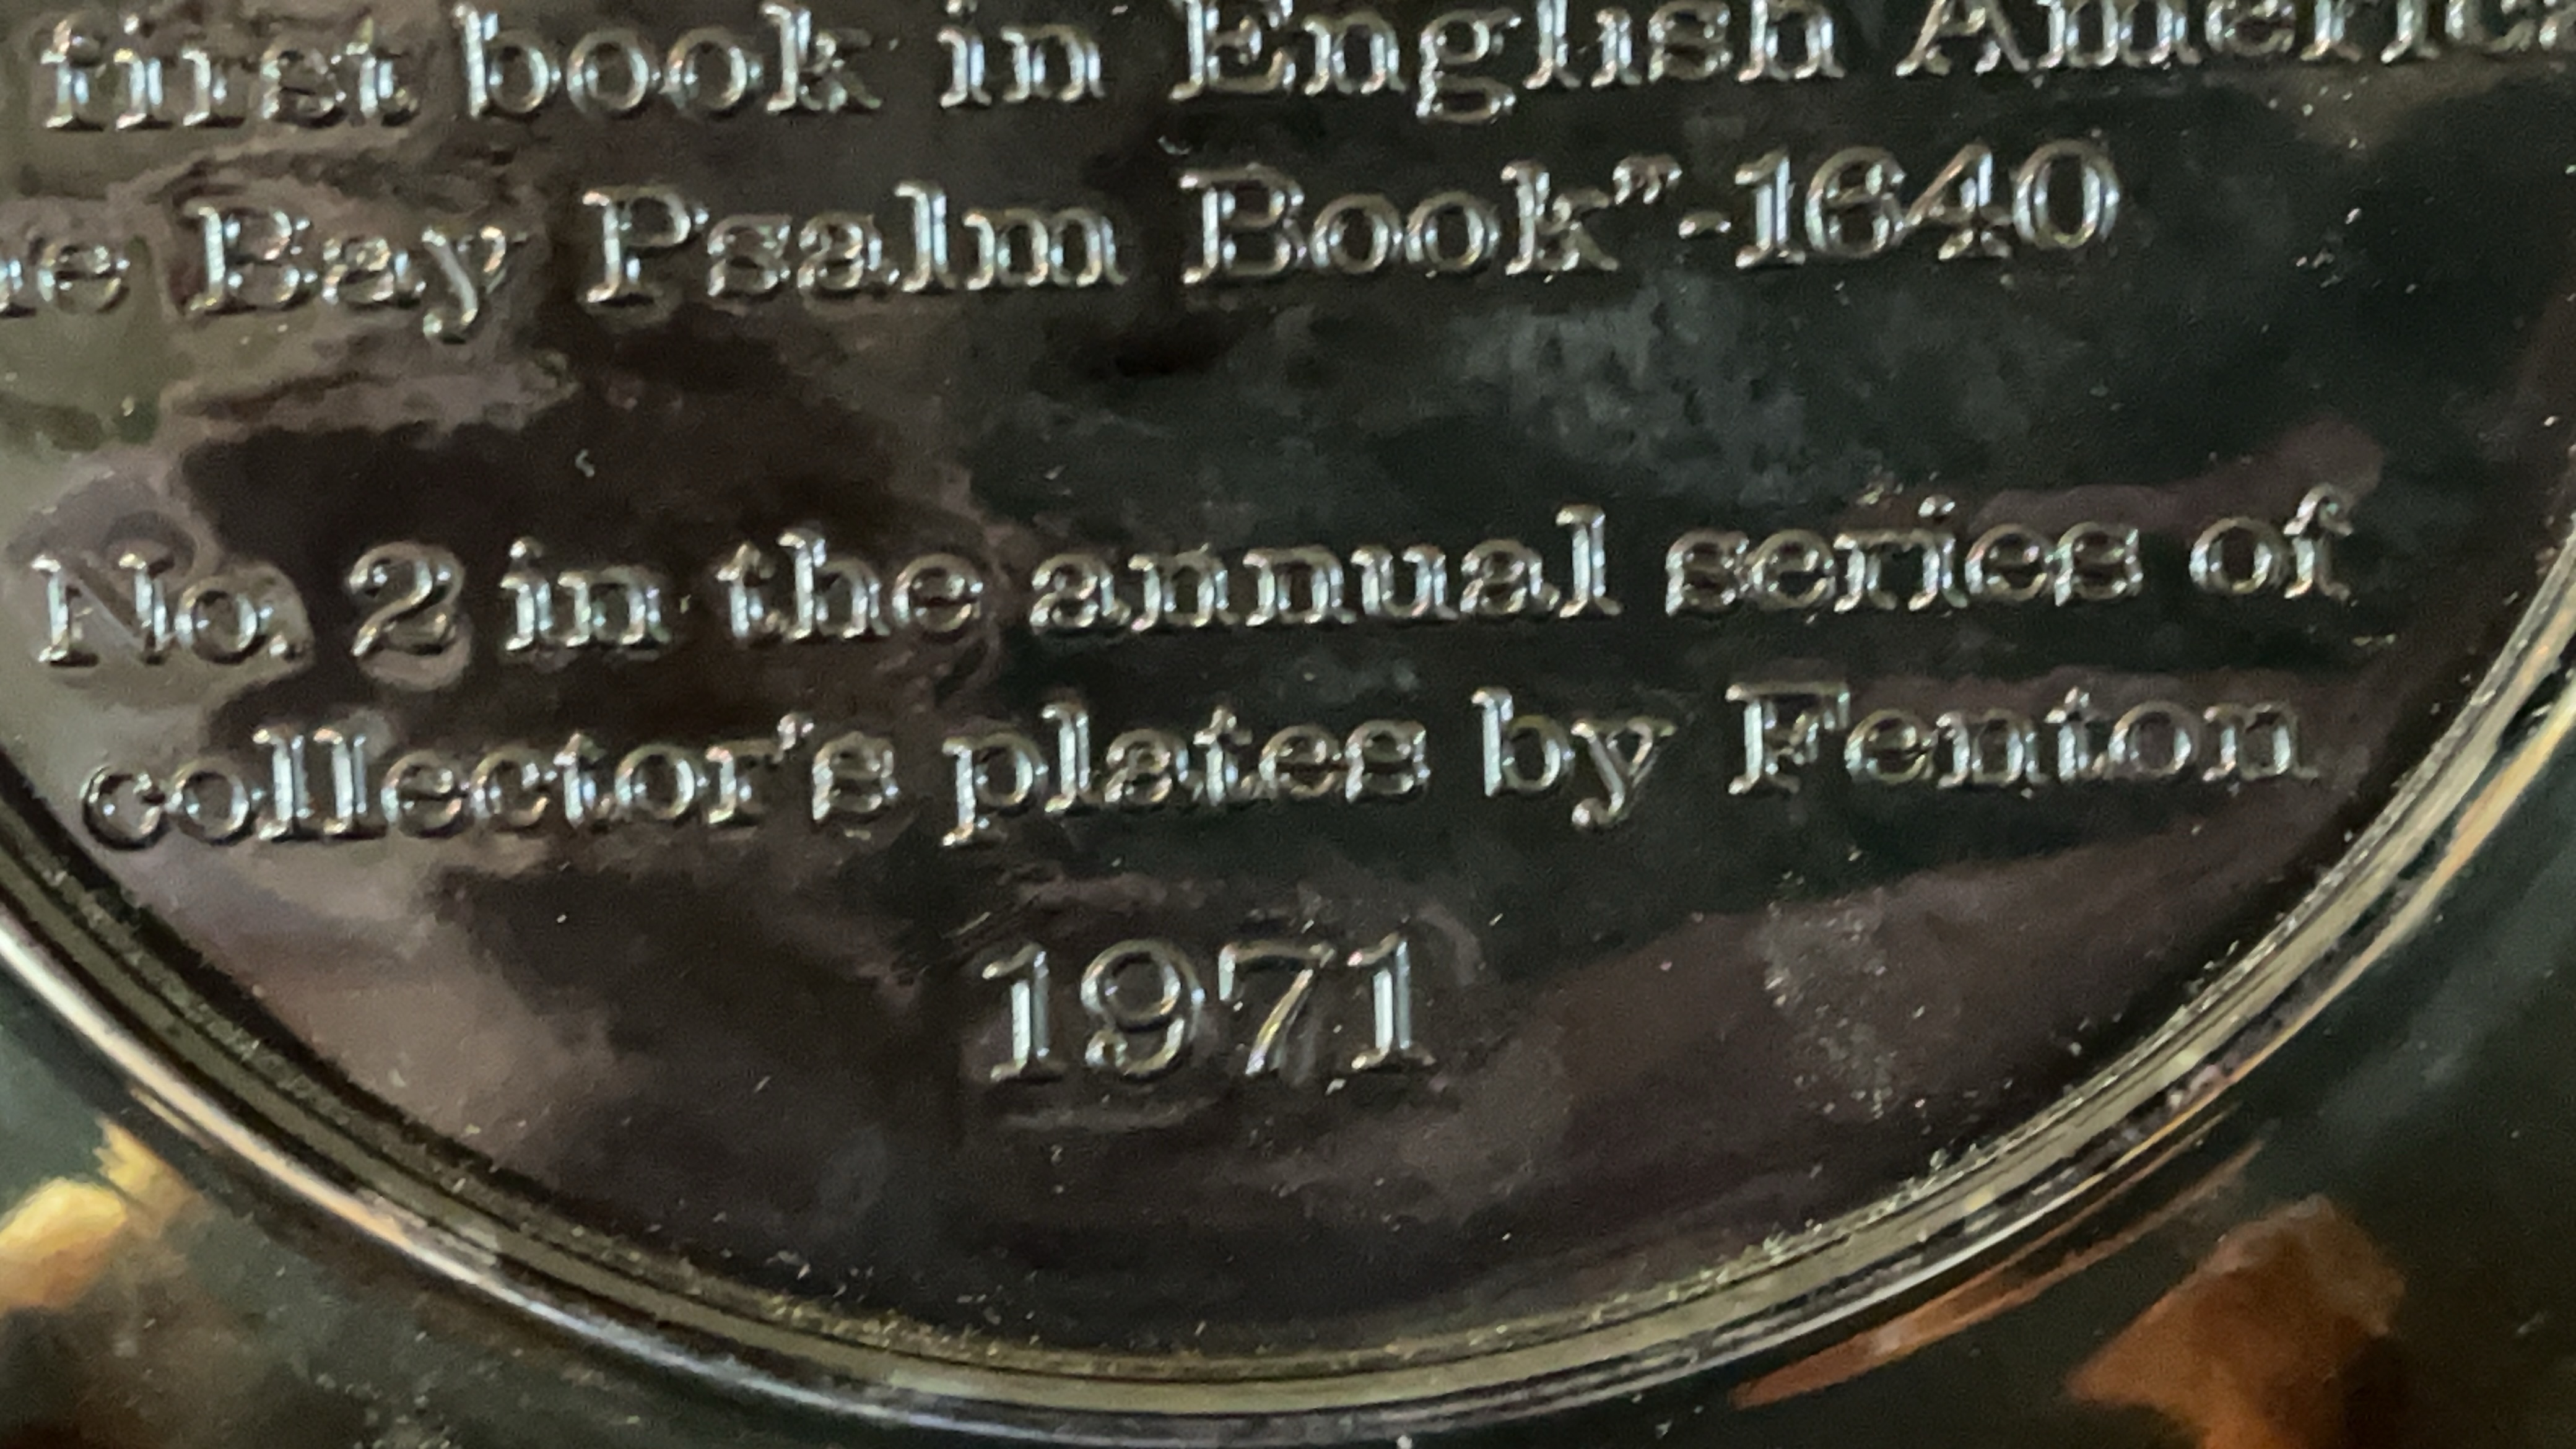 first book in English America
Bay Psalm Book”-1640
No. 2 in the annual series of
collector's plates by Fenton
1971